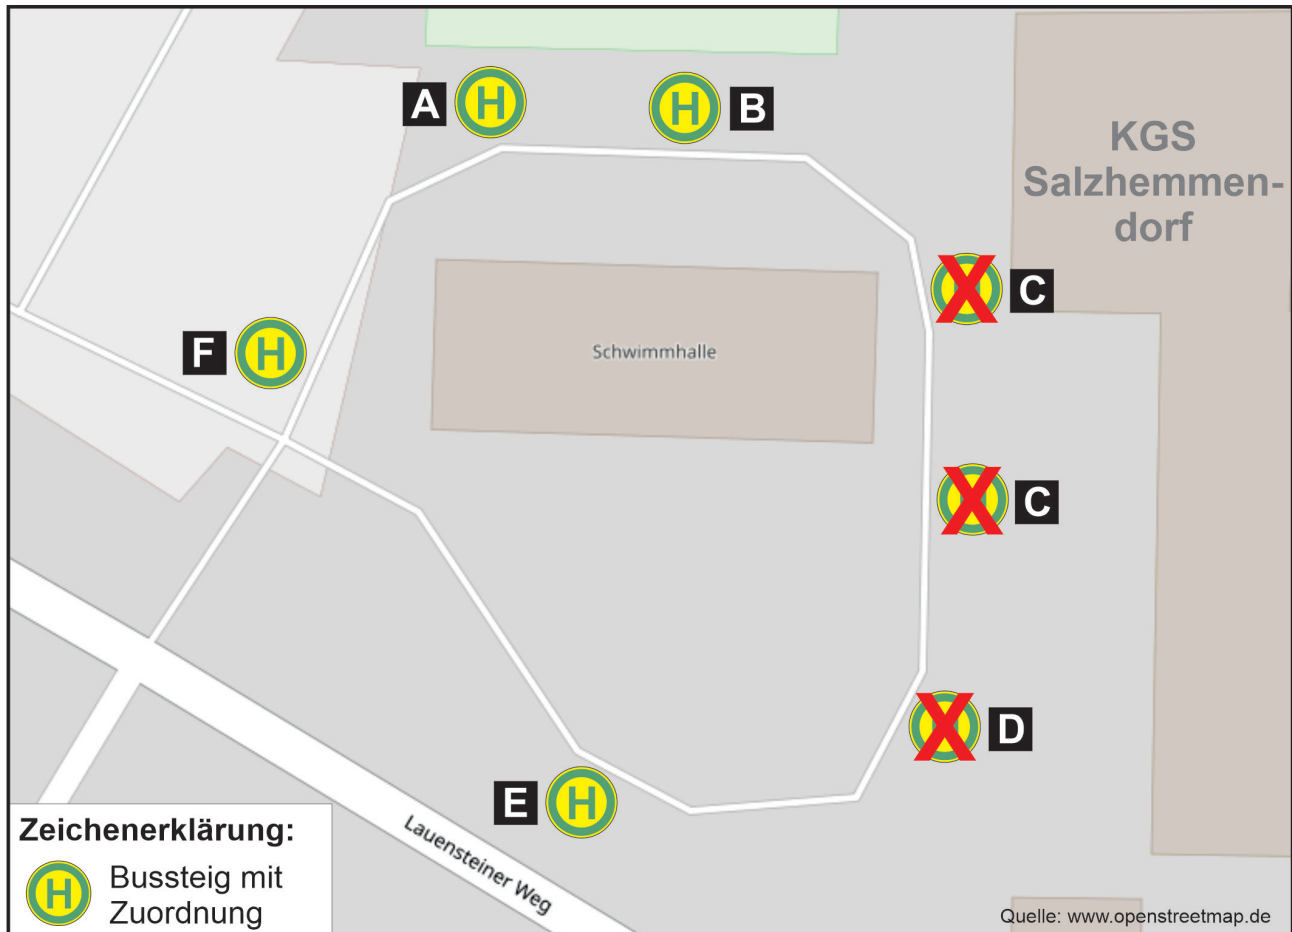 A H H B
KGS
Salzhemmen-
dorf
X C
F H
Schwimmhalle
X C
X D
E H
Lauensteiner Weg
Zeichenerklärung:
H Bussteig mit
Zuordnung
Quelle: www.openstreetmap.de